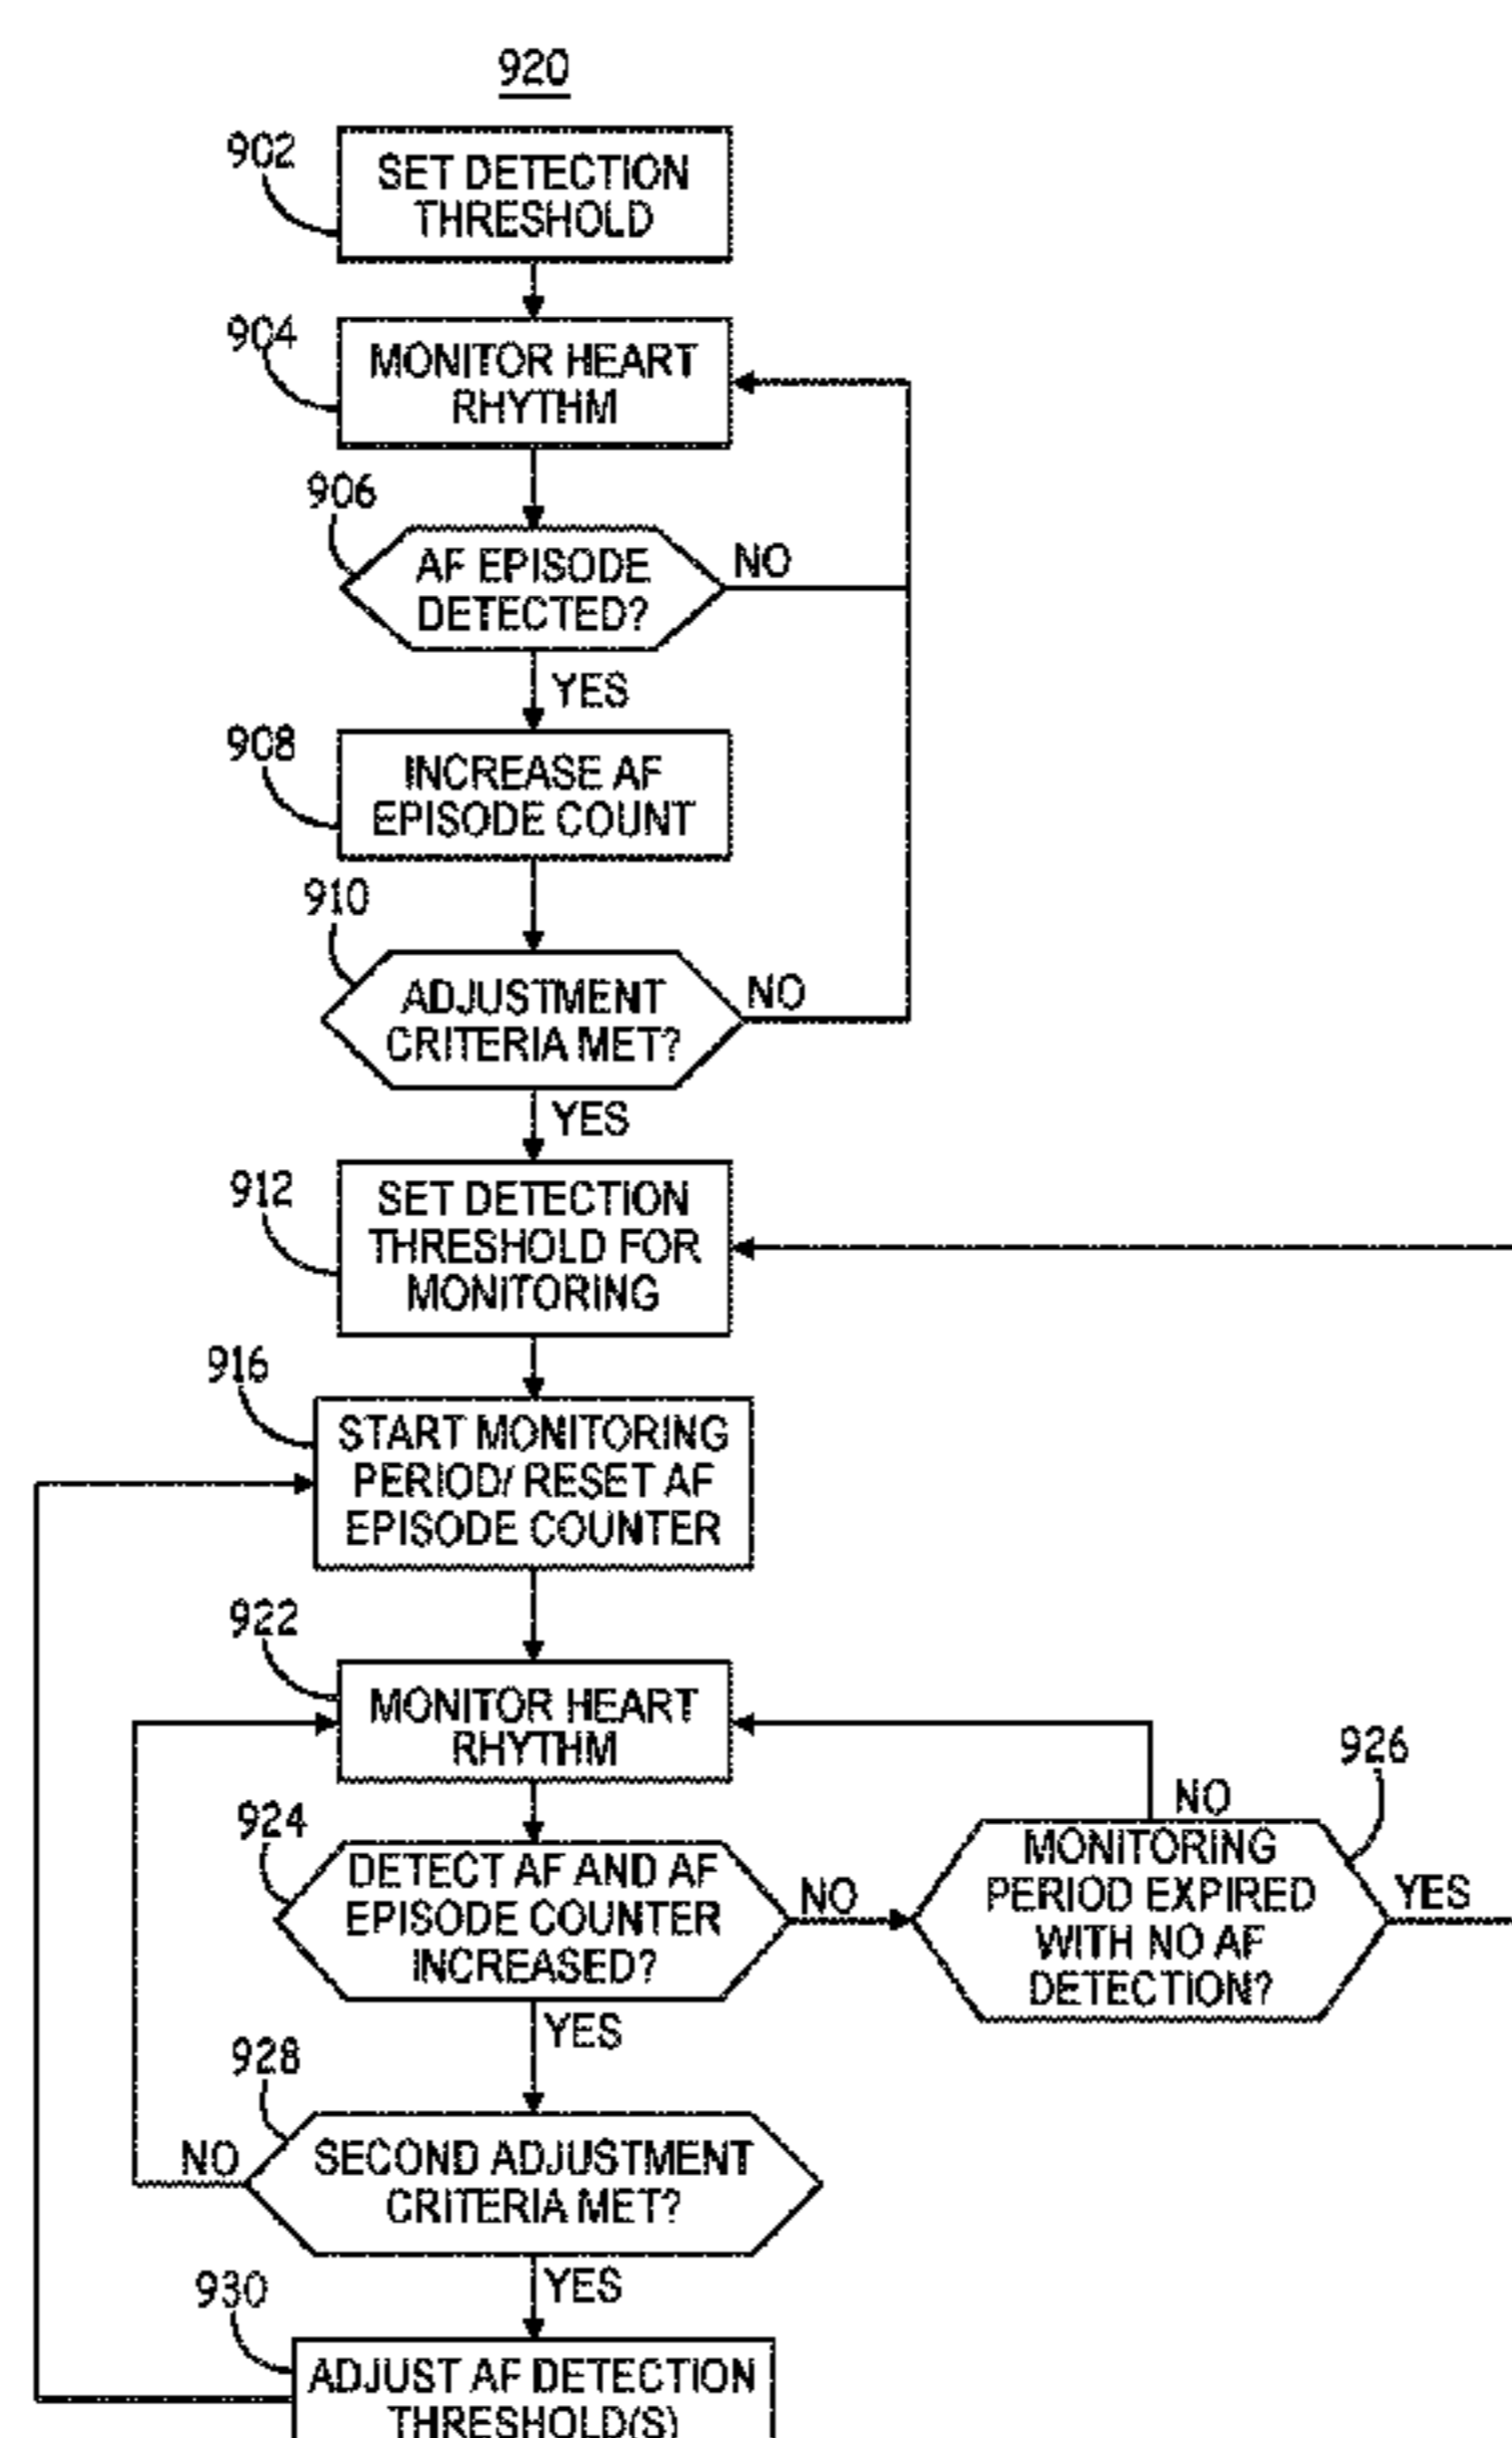 920
902
SET DETECTION
THRESHOLD
904
MONITOR HEART
RHYTHM
906
AF EPISODE
DETECTED?
NO
YES
908
INCREASE AF
EPISODE COUNT
910
ADJUSTMENT
CRITERIA MET?
NO
YES
912
SET DETECTION
THRESHOLD FOR
MONITORING
916
START MONITORING
PERIOD/ RESET AF
EPISODE COUNTER
922
MONITOR HEART
RHYTHM
924
DETECT AF AND AF
EPISODE COUNTER
INCREASED?
NO
926
NO
MONITORING
PERIOD EXPIRED
WITH NO AF
DETECTION?
YES
YES
928
NO
SECOND ADJUSTMENT
CRITERIA MET?
YES
930
ADJUST AF DETECTION
THRESHOLD(S)